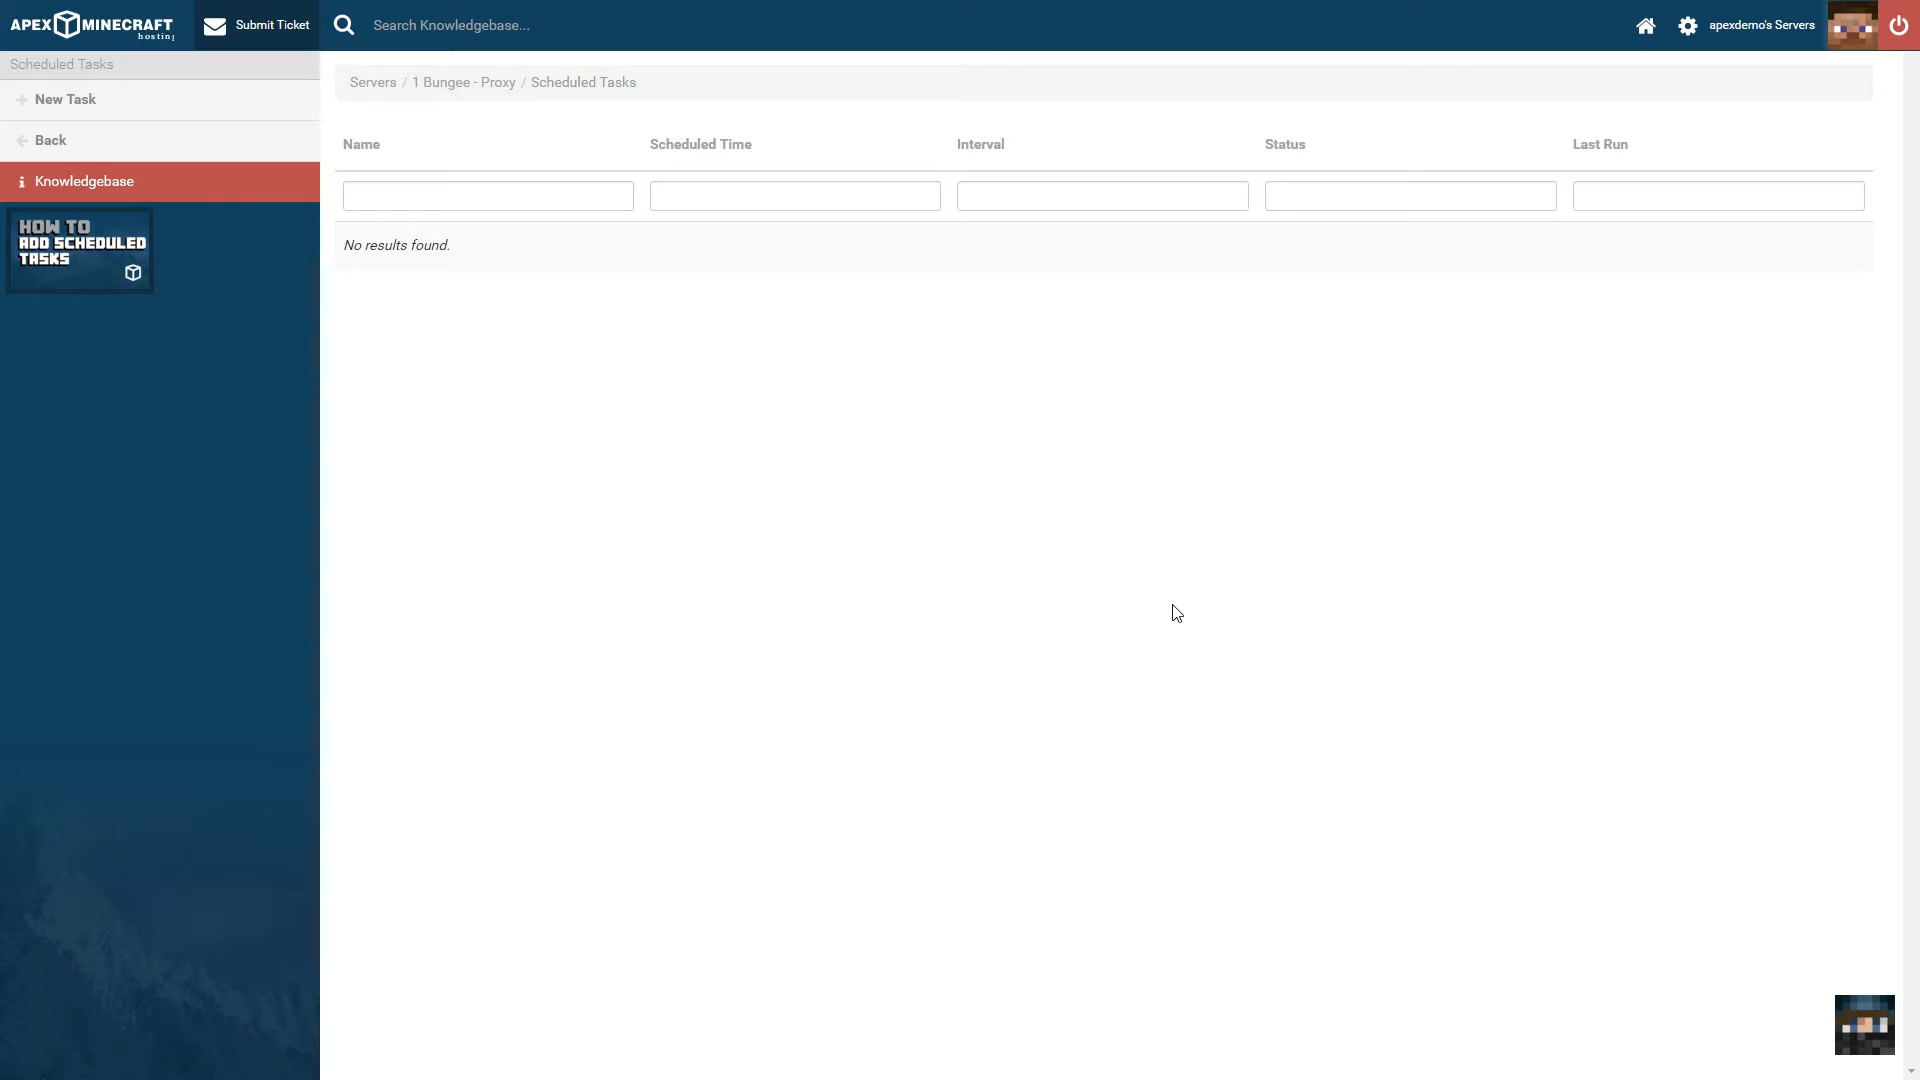 APEX MINECRAFT
hosting
Submit Ticket
Search Knowledgebase...
apexdemo's Servers
Scheduled Tasks
New Task
Back
Knowledgebase
HOW TO
ADD SCHEDULED
TASKS
Servers / 1 Bungee - Proxy / Scheduled Tasks
Name Scheduled Time Interval Status Last Run
No results found.